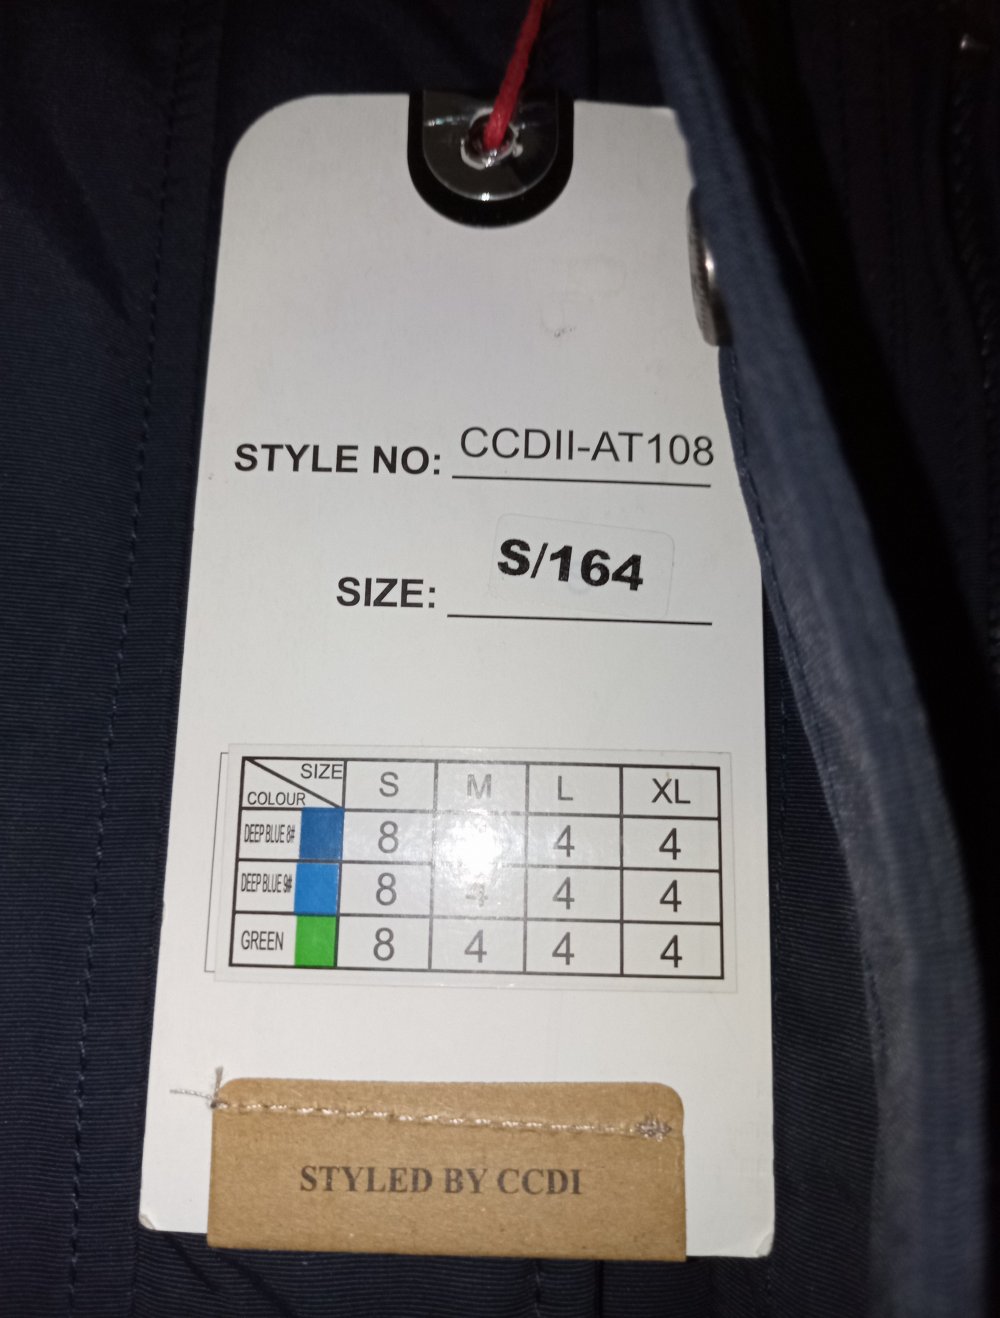 STYLE NO: CCDII-AT108
SIZE: S/164
SIZE S M L XL
COLOUR
DEEP BLUE 8# 8 4 4
DEEP BLUE 9# 8 4 4 4
GREEN 8 4 4 4
STYLED BY CCDI